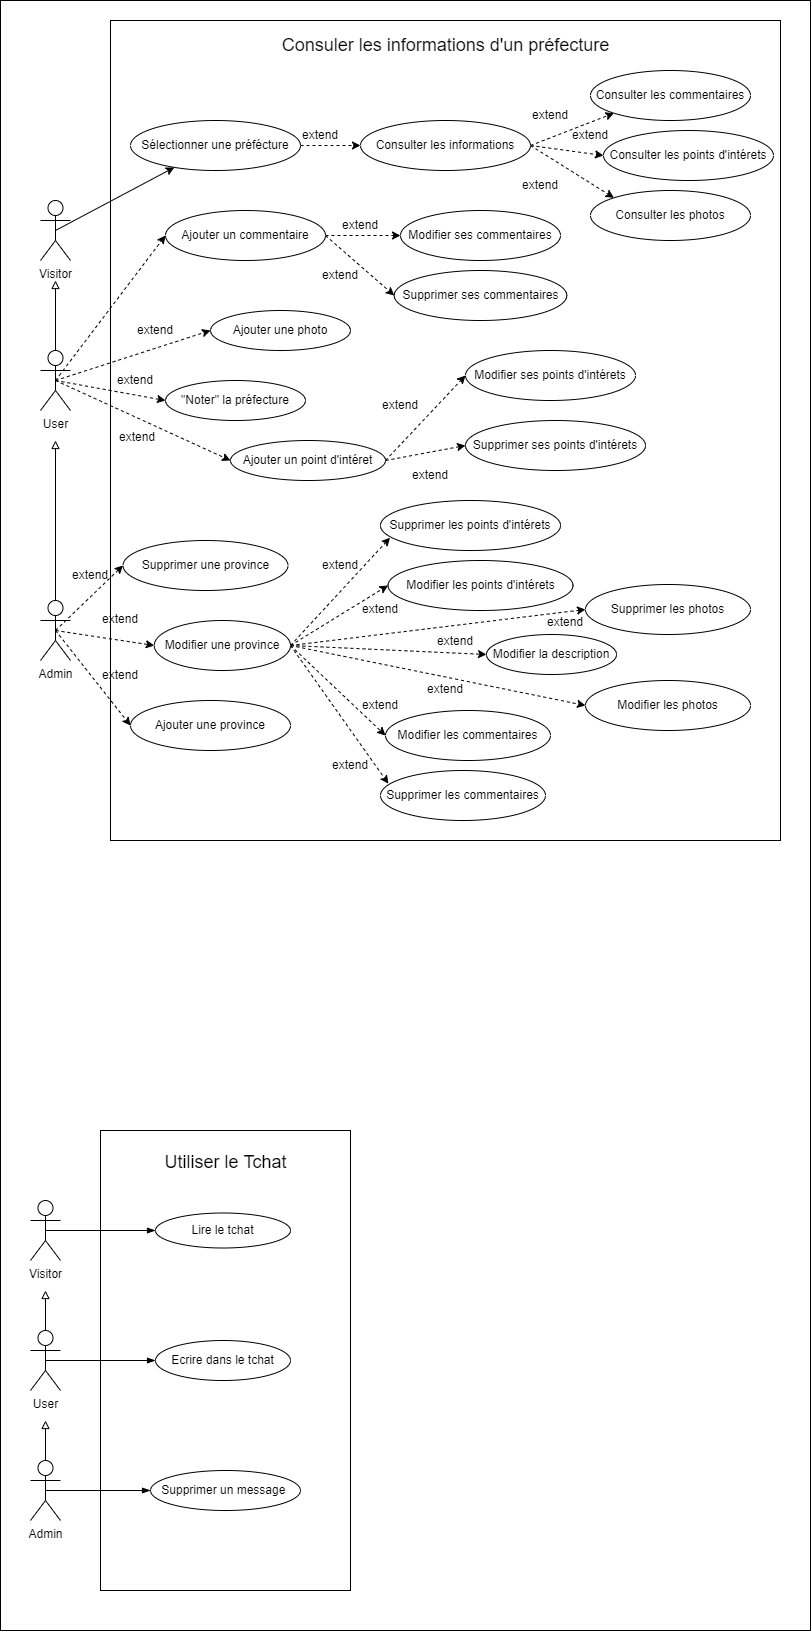 Consuler les informations d'un préfecture
Consulter les commentaires
extend
extend
extend
Sélectionner une préfécture
Consulter les informations
Consulter les points d'intérets
extend
Consulter les photos
Visitor
Ajouter un commentaire
extend
Modifier ses commentaires
extend
Supprimer ses commentaires
extend
Ajouter une photo
extend
"Noter" la préfecture
Modifier ses points d'intérets
extend
User
extend
Ajouter un point d'intéret
Supprimer ses points d'intérets
extend
Supprimer les points d'intérets
extend
Supprimer une province
extend
Modifier les points d'intérets
extend
Supprimer les photos
extend
extend
Modifier une province
extend
Modifier la description
Admin
extend
extend
Modifier les photos
extend
Ajouter une province
Modifier les commentaires
extend
Supprimer les commentaires
Utiliser le Tchat
Lire le tchat
Visitor
Ecrire dans le tchat
User
Supprimer un message
Admin